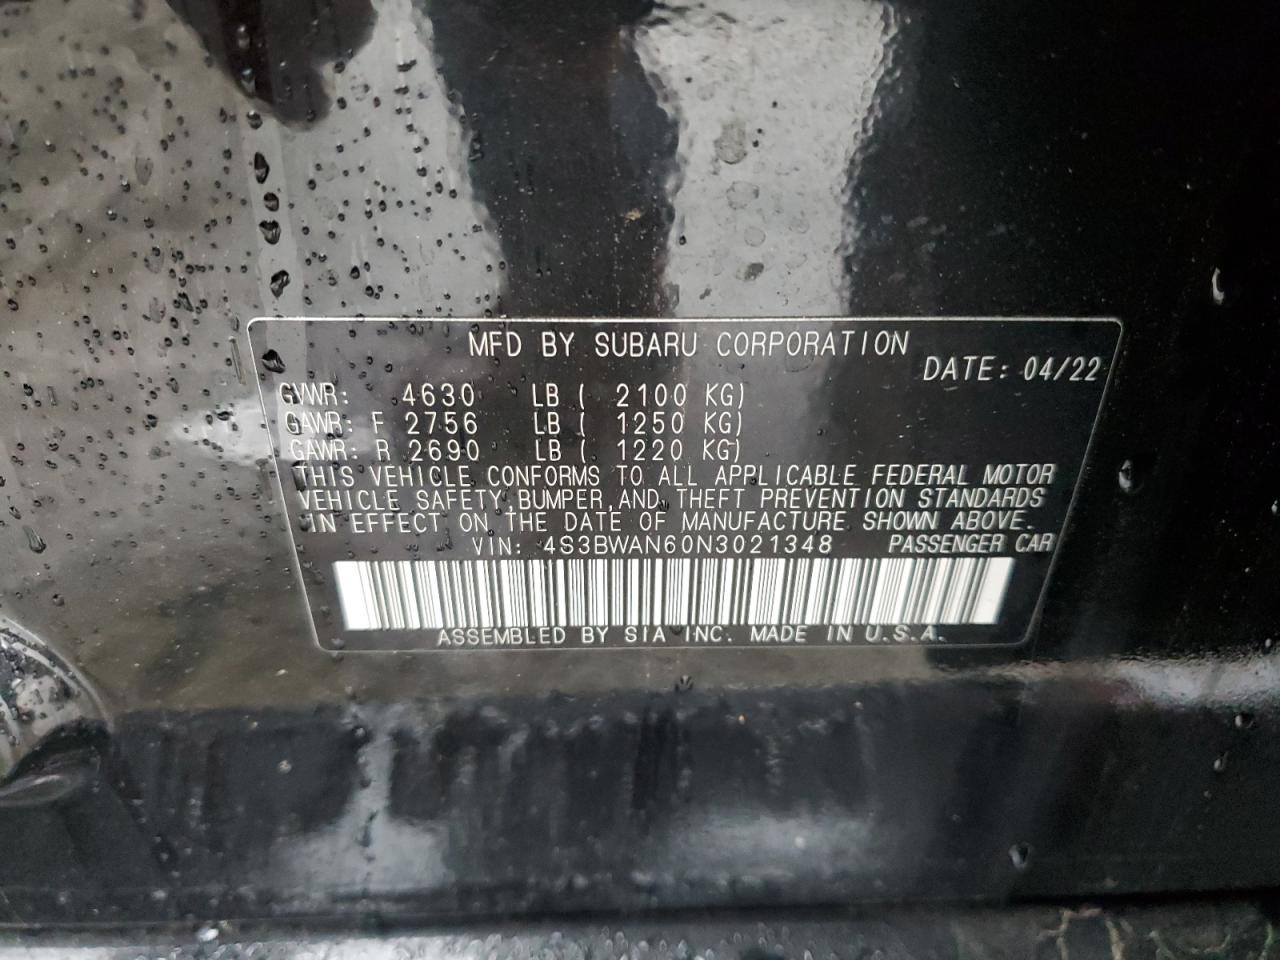 MFD BY SUBARU CORPORATION
DATE: 04/22
GVWR: 4630 LB ( 2100 KG)
GAWR: F 2756 LB ( 1250 KG)
GAWR: R 2690 LB ( 1220 KG)
THIS VEHICLE CONFORMS TO ALL APPLICABLE FEDERAL MOTOR
VEHICLE SAFETY, BUMPER, AND THEFT PREVENTION STANDARDS
IN EFFECT ON THE DATE OF MANUFACTURE SHOWN ABOVE.
VIN: 4S3BWAN60N3021348 PASSENGER CAR
ASSEMBLED BY SIA INC. MADE IN U.S.A.